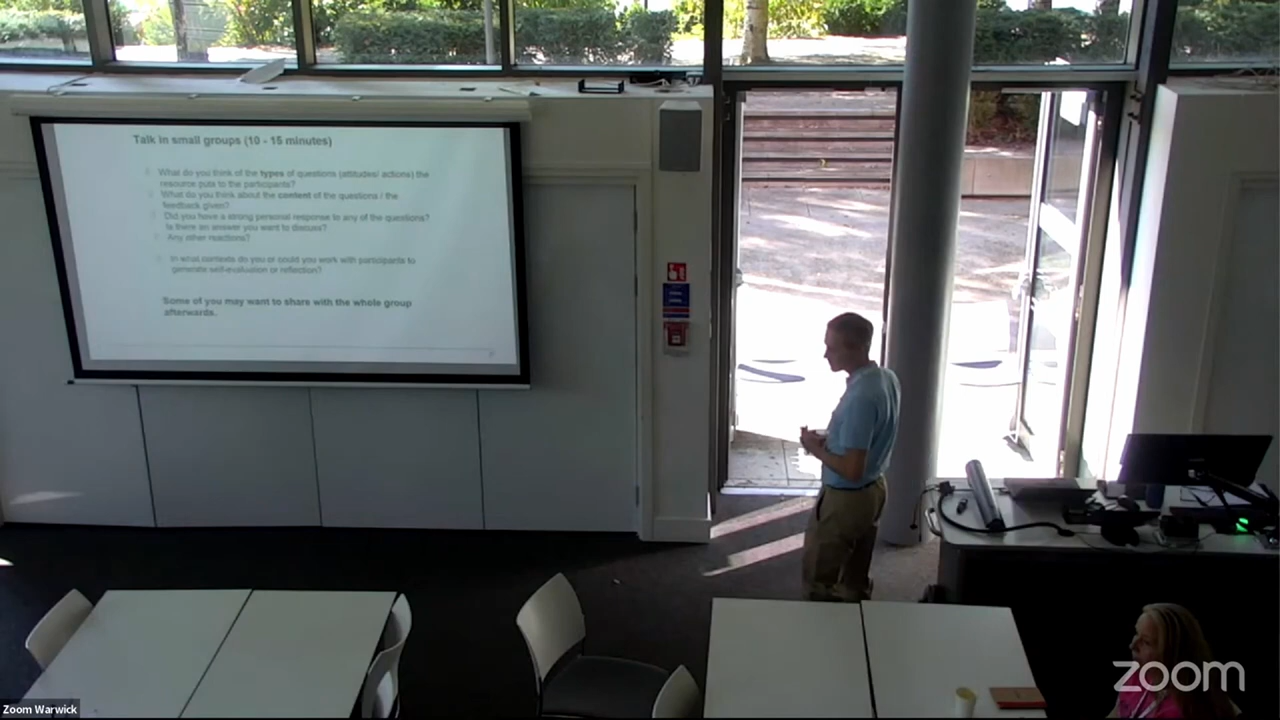 Talk in small groups (10 - 15 minutes)
What do you think of the types of questions (attitudes/ actions) the
resource puts to the participants?
What do you think about the content of the questions / the
feedback given?
Did you have a strong personal response to any of the questions?
Is there an answer you want to discuss?
Any other reactions?
In what contexts do you or could you work with participants to
generate self-evaluation or reflection?
Some of you may want to share with the whole group
afterwards.
zoom
Zoom Warwick